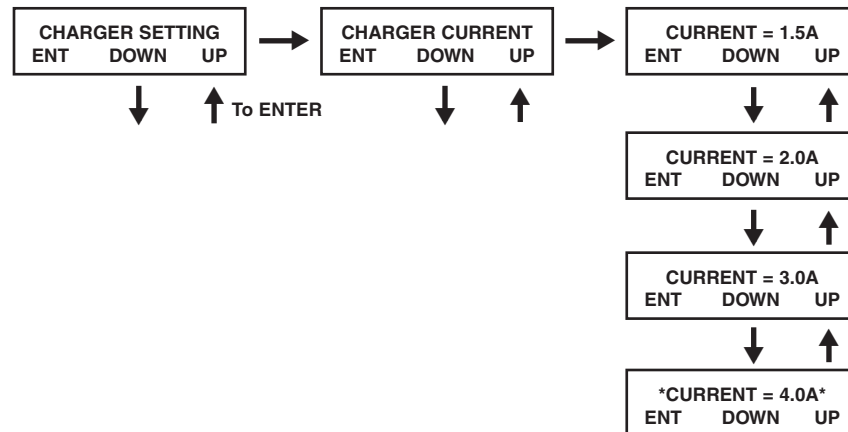 CHARGER SETTING
ENT DOWN UP
To ENTER
CHARGER CURRENT
ENT DOWN UP
CURRENT = 1.5A
ENT DOWN UP
CURRENT = 2.0A
ENT DOWN UP
CURRENT = 3.0A
ENT DOWN UP
*CURRENT = 4.0A*
ENT DOWN UP